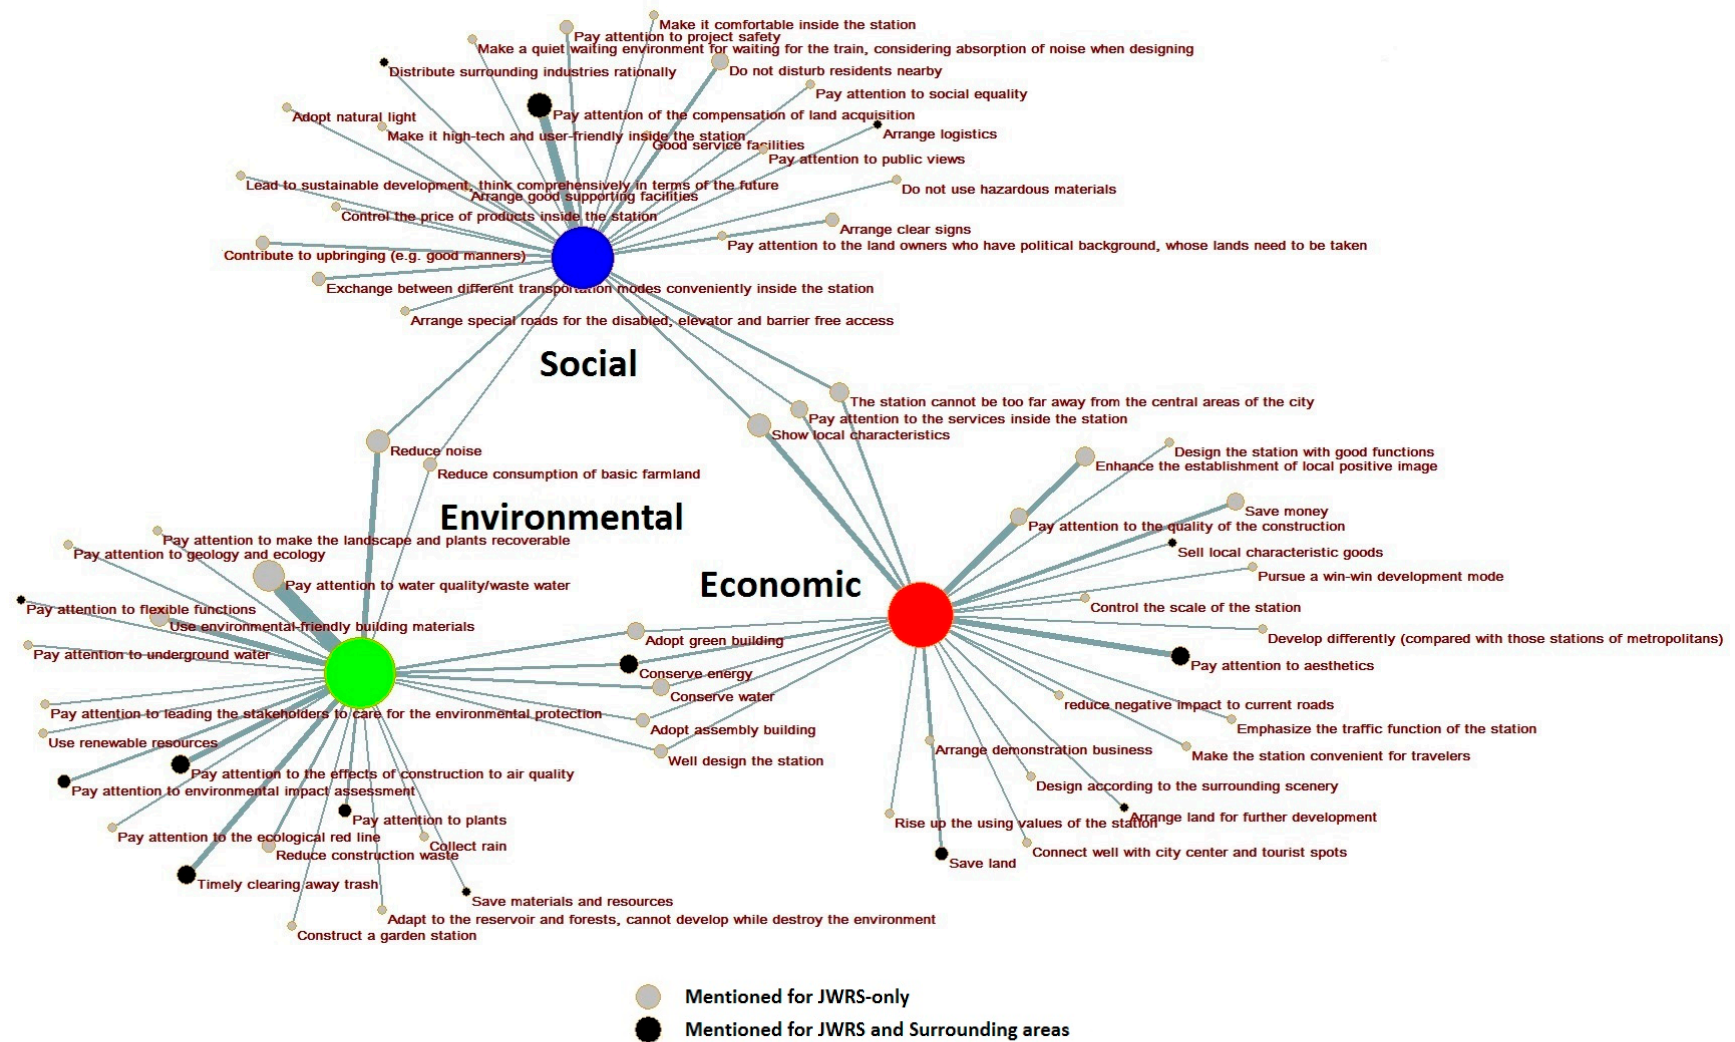 Make it comfortable inside the station
Pay attention to project safety
Make a quiet waiting environment for waiting for the train, considering absorption of noise when designing
Distribute surrounding industries rationally
Do not disturb residents nearby
Pay attention to social equality
Pay attention of the compensation of land acquisition
Adopt natural light
Make it high-tech and user-friendly inside the station
Arrange logistics
Good service facilities
Pay attention to public views
Lead to sustainable development, think comprehensively in terms of the future
Do not use hazardous materials
Arrange good supporting facilities
Control the price of products inside the station
Arrange clear signs
Pay attention to the land owners who have political background, whose lands need to be taken
Contribute to upbringing (e.g. good manners)
Exchange between different transportation modes conveniently inside the station
Arrange special roads for the disabled, elevator and barrier free access
Social
The station cannot be too far away from the central areas of the city
Pay attention to the services inside the station
Show local characteristics
Reduce noise
Reduce consumption of basic farmland
Design the station with good functions
Enhance the establishment of local positive image
Environmental
Save money
Pay attention to the quality of the construction
Pay attention to make the landscape and plants recoverable
Pay attention to geology and ecology
Sell local characteristic goods
Pursue a win-win development mode
Economic
Pay attention to water quality/waste water
Pay attention to flexible functions
Control the scale of the station
Use environmental-friendly building materials
Adopt green building
Develop differently (compared with those stations of metropolitans)
Pay attention to underground water
Pay attention to aesthetics
Conserve energy
Conserve water
reduce negative impact to current roads
Pay attention to leading the stakeholders to care for the environmental protection
Adopt assembly building
Emphasize the traffic function of the station
Use renewable resources
Arrange demonstration business
Make the station convenient for travelers
Well design the station
Pay attention to the effects of construction to air quality
Pay attention to environmental impact assessment
Design according to the surrounding scenery
Pay attention to plants
Rise up the using values of the station
Arrange land for further development
Pay attention to the ecological red line
Collect rain
Reduce construction waste
Connect well with city center and tourist spots
Save land
Timely clearing away trash
Save materials and resources
Adapt to the reservoir and forests, cannot develop while destroy the environment
Construct a garden station
Mentioned for JWRS-only
Mentioned for JWRS and Surrounding areas